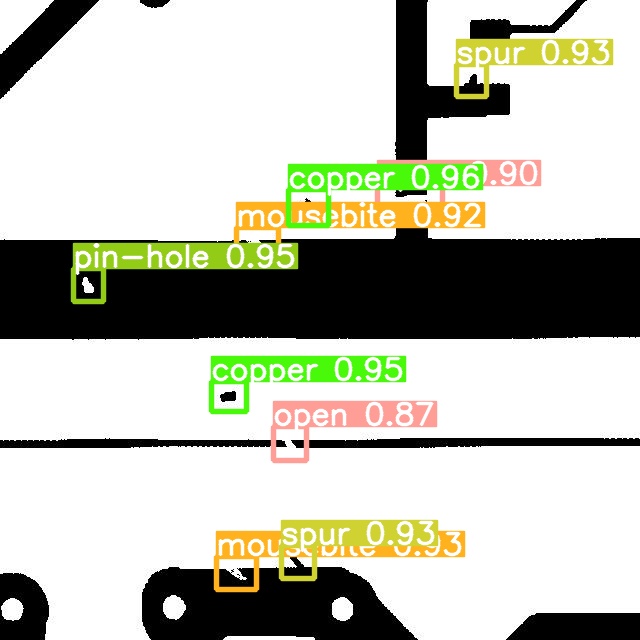 spur 0.93
0.90
copper 0.96
mousebite 0.92
pin-hole 0.95
copper 0.95
open 0.87
spur 0.93
mousebite 0.93